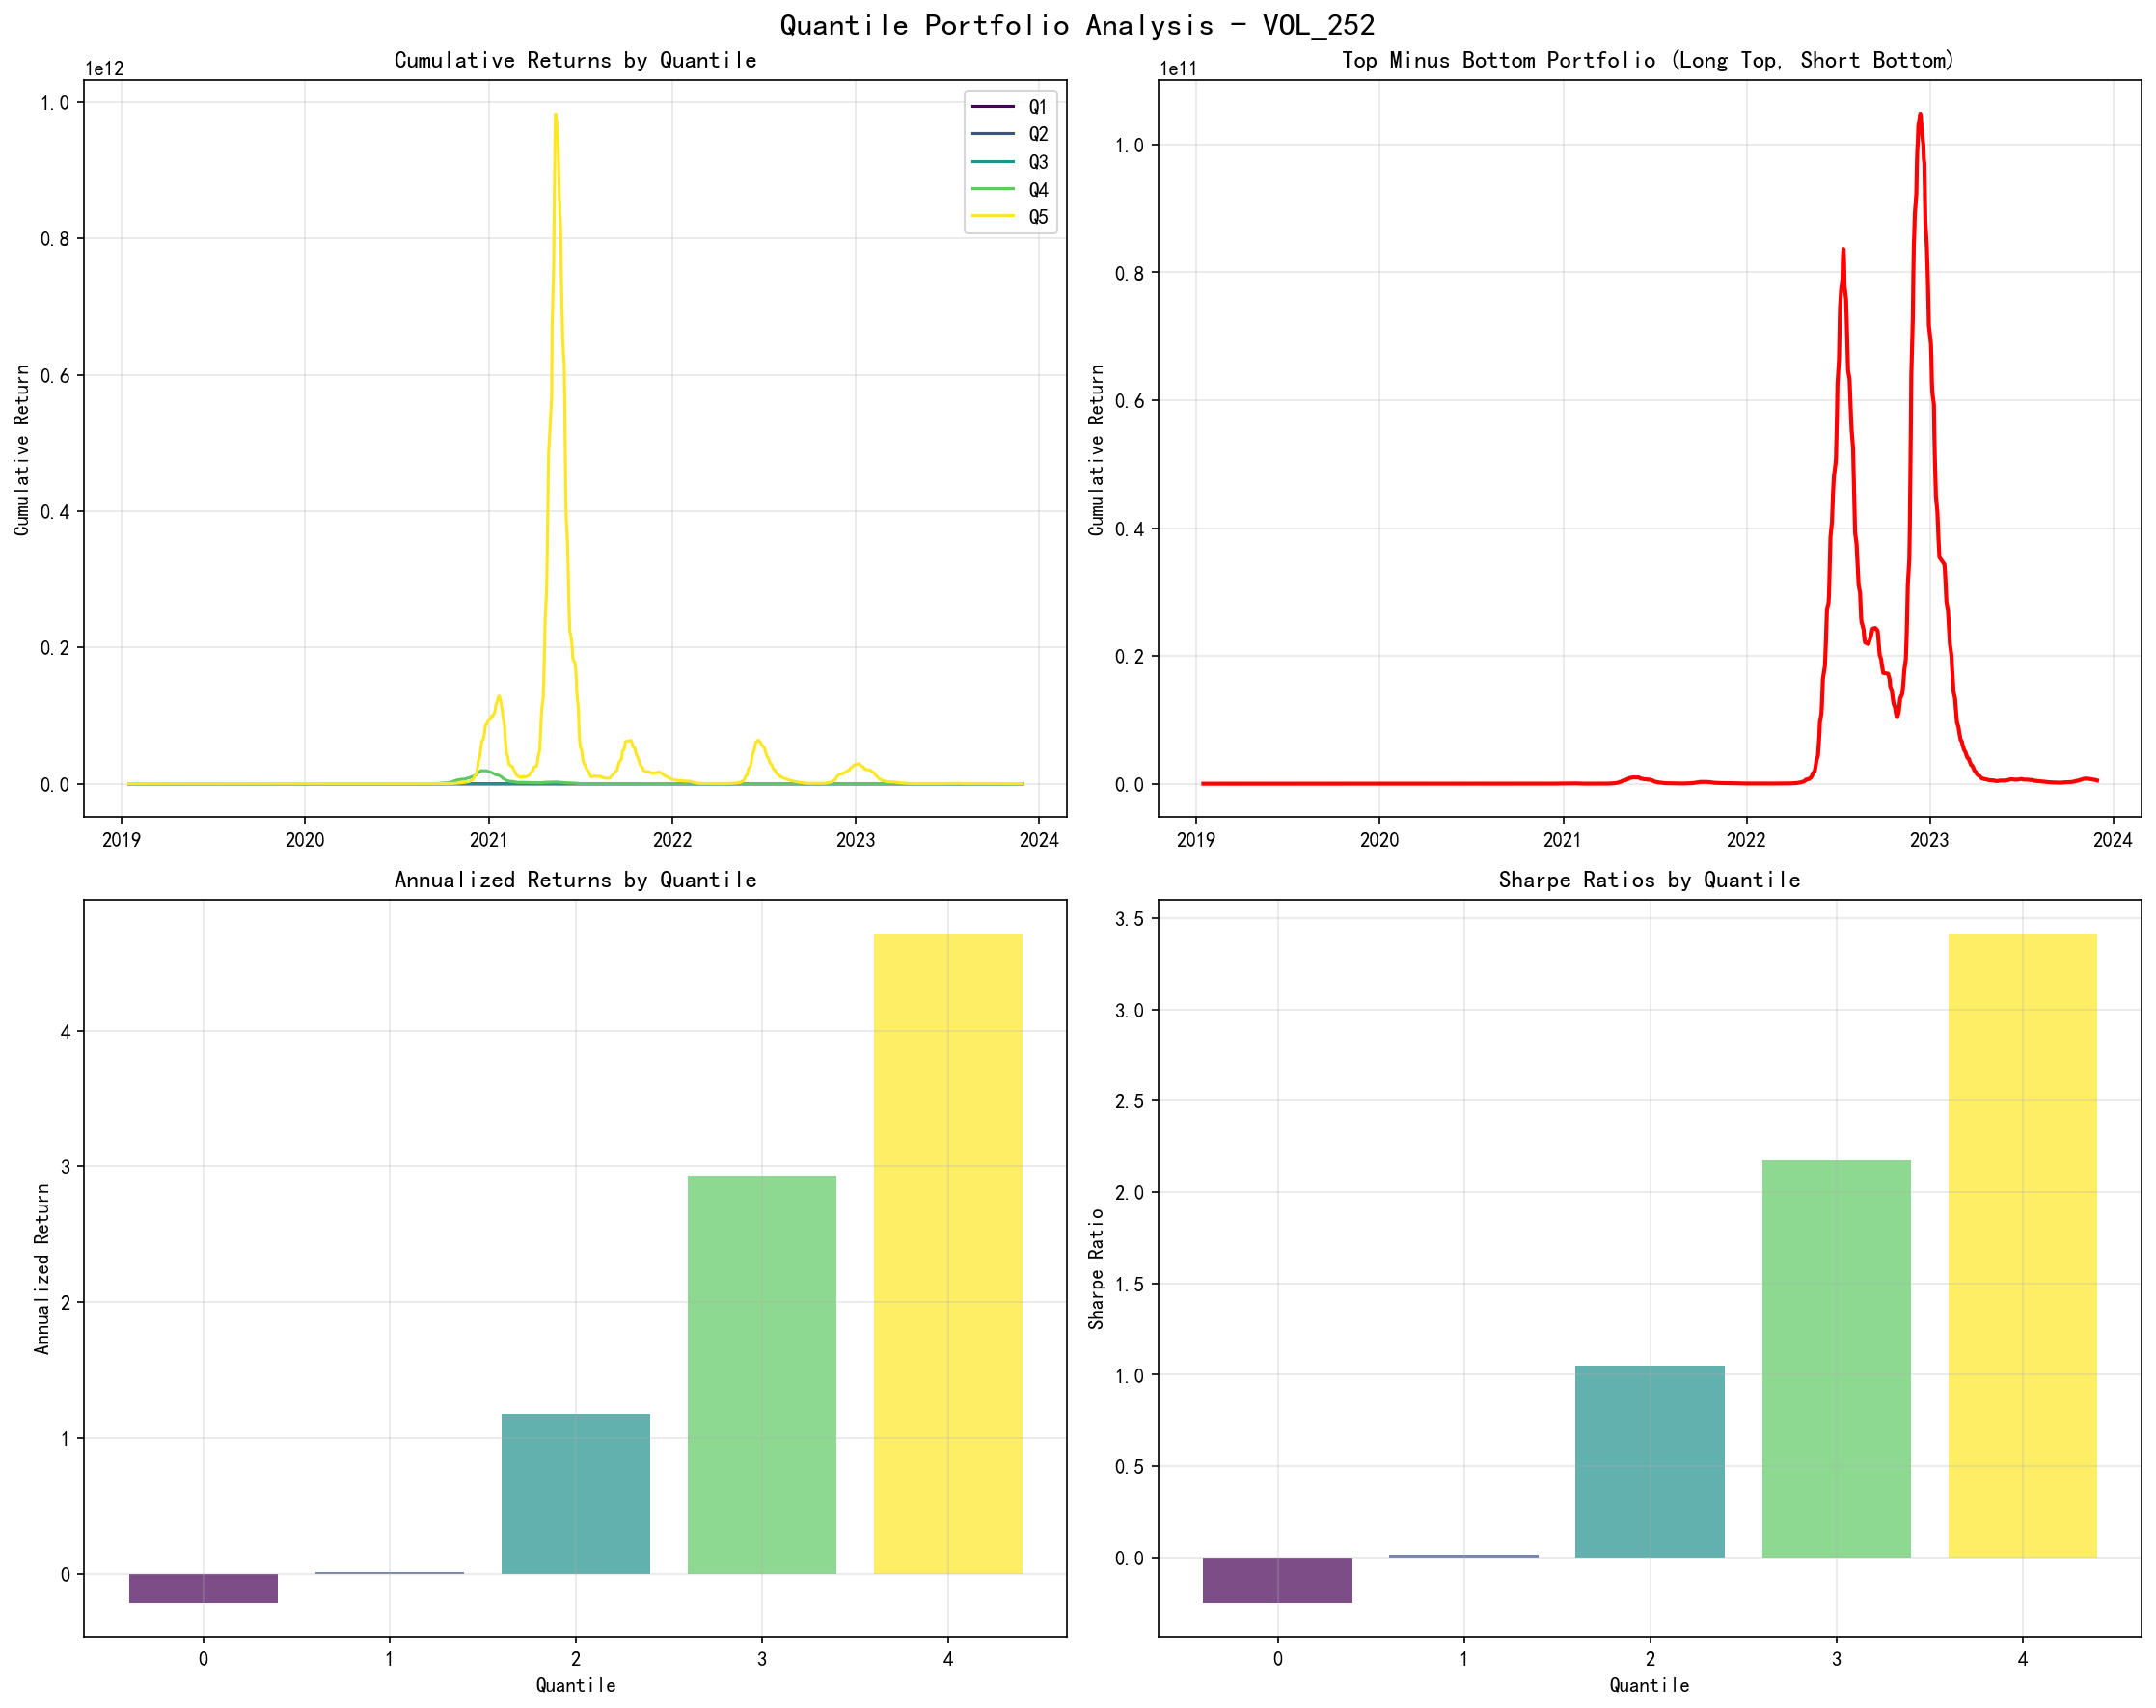 Quantile Portfolio Analysis - VOL_252
Cumulative Returns by Quantile
1e12
Cumulative Return
1.0
0.8
0.6
0.4
0.2
0.0
2019 2020 2021 2022 2023 2024
Q1
Q2
Q3
Q4
Q5
Top Minus Bottom Portfolio (Long Top, Short Bottom)
1e11
Cumulative Return
1.0
0.8
0.6
0.4
0.2
0.0
2019 2020 2021 2022 2023 2024
Annualized Returns by Quantile
Annualized Return
4
3
2
1
0
0 1 2 3 4
Quantile
Sharpe Ratios by Quantile
Sharpe Ratio
3.5
3.0
2.5
2.0
1.5
1.0
0.5
0.0
0 1 2 3 4
Quantile